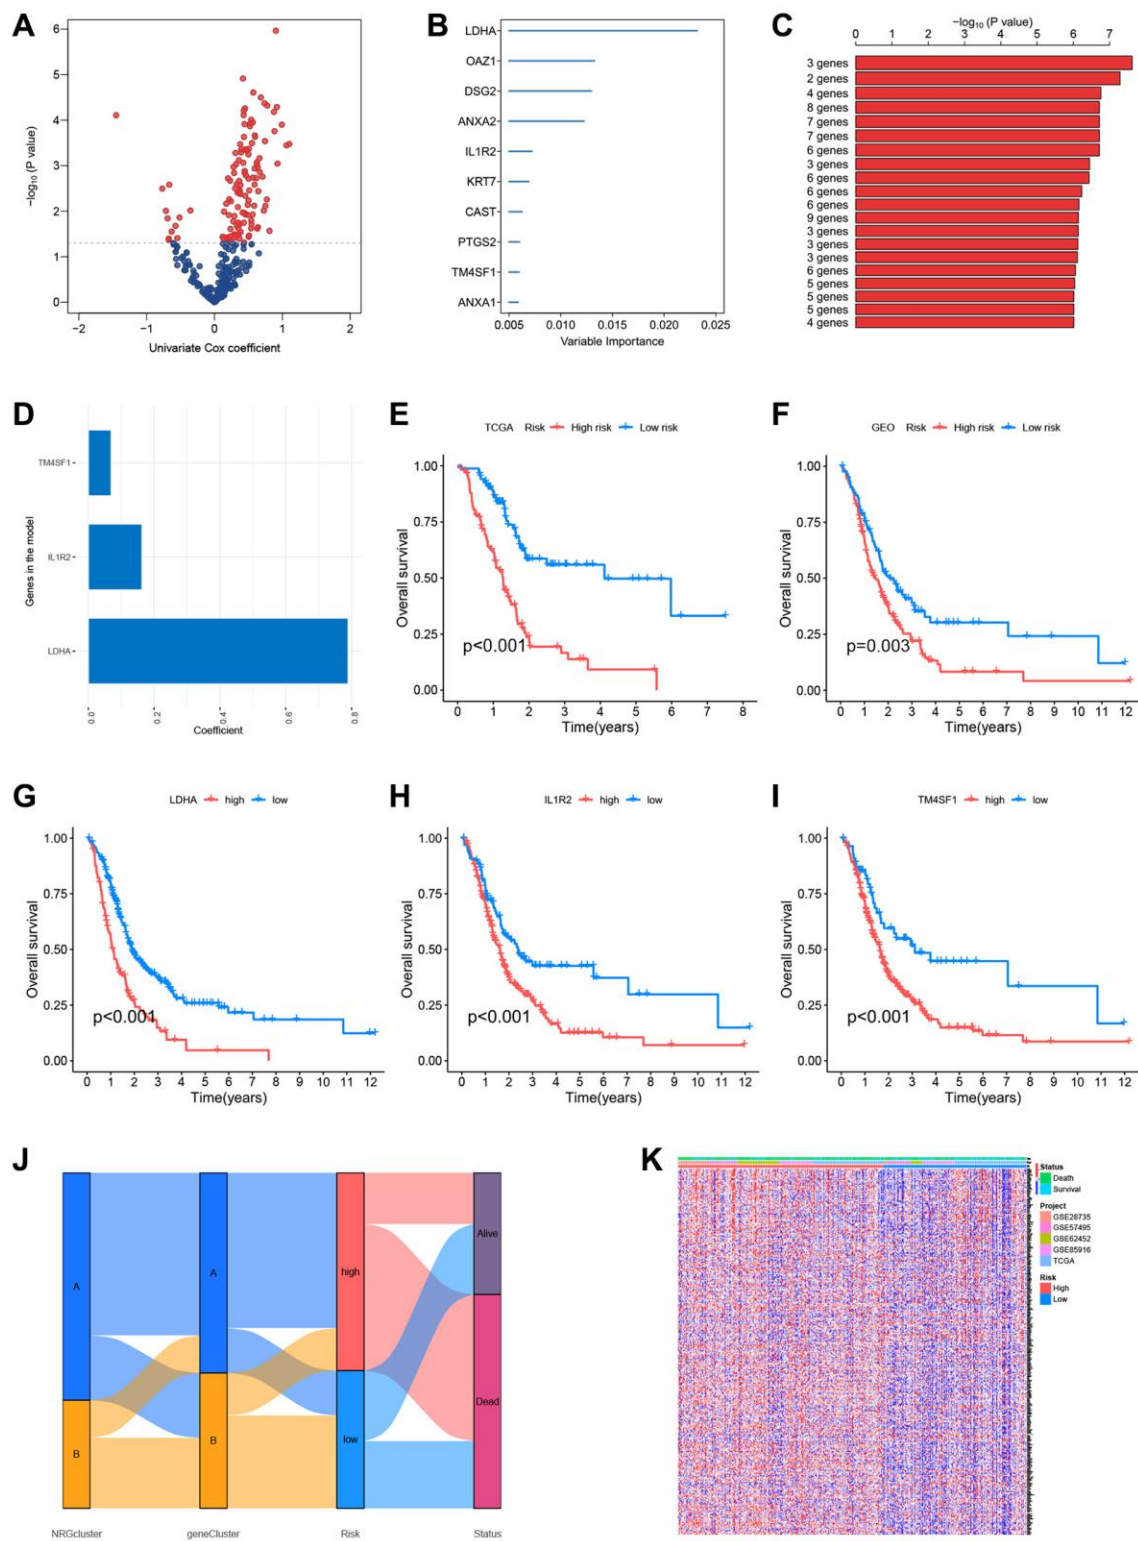 A
6
5
4
3
2
1
0
−log10 (P value)
−2
−1
0
1
2
Univariate Cox coefficient
B
LDHA
OAZ1
DSG2
ANXA2
IL1R2
KRT7
CAST
PTGS2
TM4SF1
ANXA1
0.005
0.010
0.015
0.020
0.025
Variable Importance
C
−log10 (P value)
0 1 2 3 4 5 6 7
3 genes
2 genes
4 genes
8 genes
7 genes
7 genes
6 genes
3 genes
6 genes
6 genes
6 genes
9 genes
3 genes
3 genes
3 genes
6 genes
5 genes
5 genes
5 genes
4 genes
D
Genes in the model
TM4SF1
IL1R2
LDHA
0.0
0.2
0.4
0.6
0.8
Coefficient
E
TCGA Risk High risk Low risk
Overall survival
1.00
0.75
0.50
0.25
0.00
p<0.001
0 1 2 3 4 5 6 7 8
Time(years)
F
GEO Risk High risk Low risk
Overall survival
1.00
0.75
0.50
0.25
0.00
p=0.003
0 1 2 3 4 5 6 7 8 9 10 11 12
Time(years)
G
LDHA high low
Overall survival
1.00
0.75
0.50
0.25
0.00
p<0.001
0 1 2 3 4 5 6 7 8 9 10 11 12
Time(years)
H
IL1R2 high low
Overall survival
1.00
0.75
0.50
0.25
0.00
p<0.001
0 1 2 3 4 5 6 7 8 9 10 11 12
Time(years)
I
TM4SF1 high low
Overall survival
1.00
0.75
0.50
0.25
0.00
p<0.001
0 1 2 3 4 5 6 7 8 9 10 11 12
Time(years)
J
A
B
A
B
high
low
Alive
Dead
NRGcluster
geneCluster
Risk
Status
K
Status
Death
Survival
Project
GSE28735
GSE57495
GSE62452
GSE85916
TCGA
Risk
High
Low